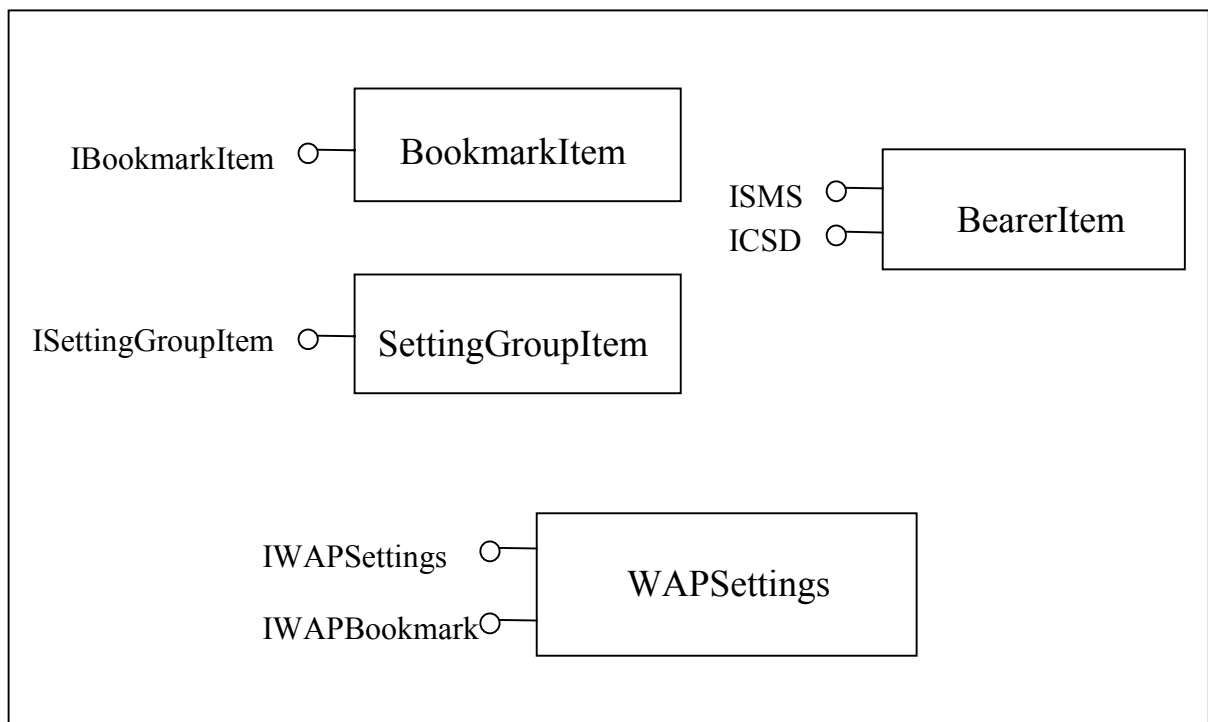 IBookmarkItem
BookmarkItem
ISMS
ICSD
BearerItem
ISettingGroupItem
SettingGroupItem
IWAPSettings
IWAPBookmark
WAPSettings